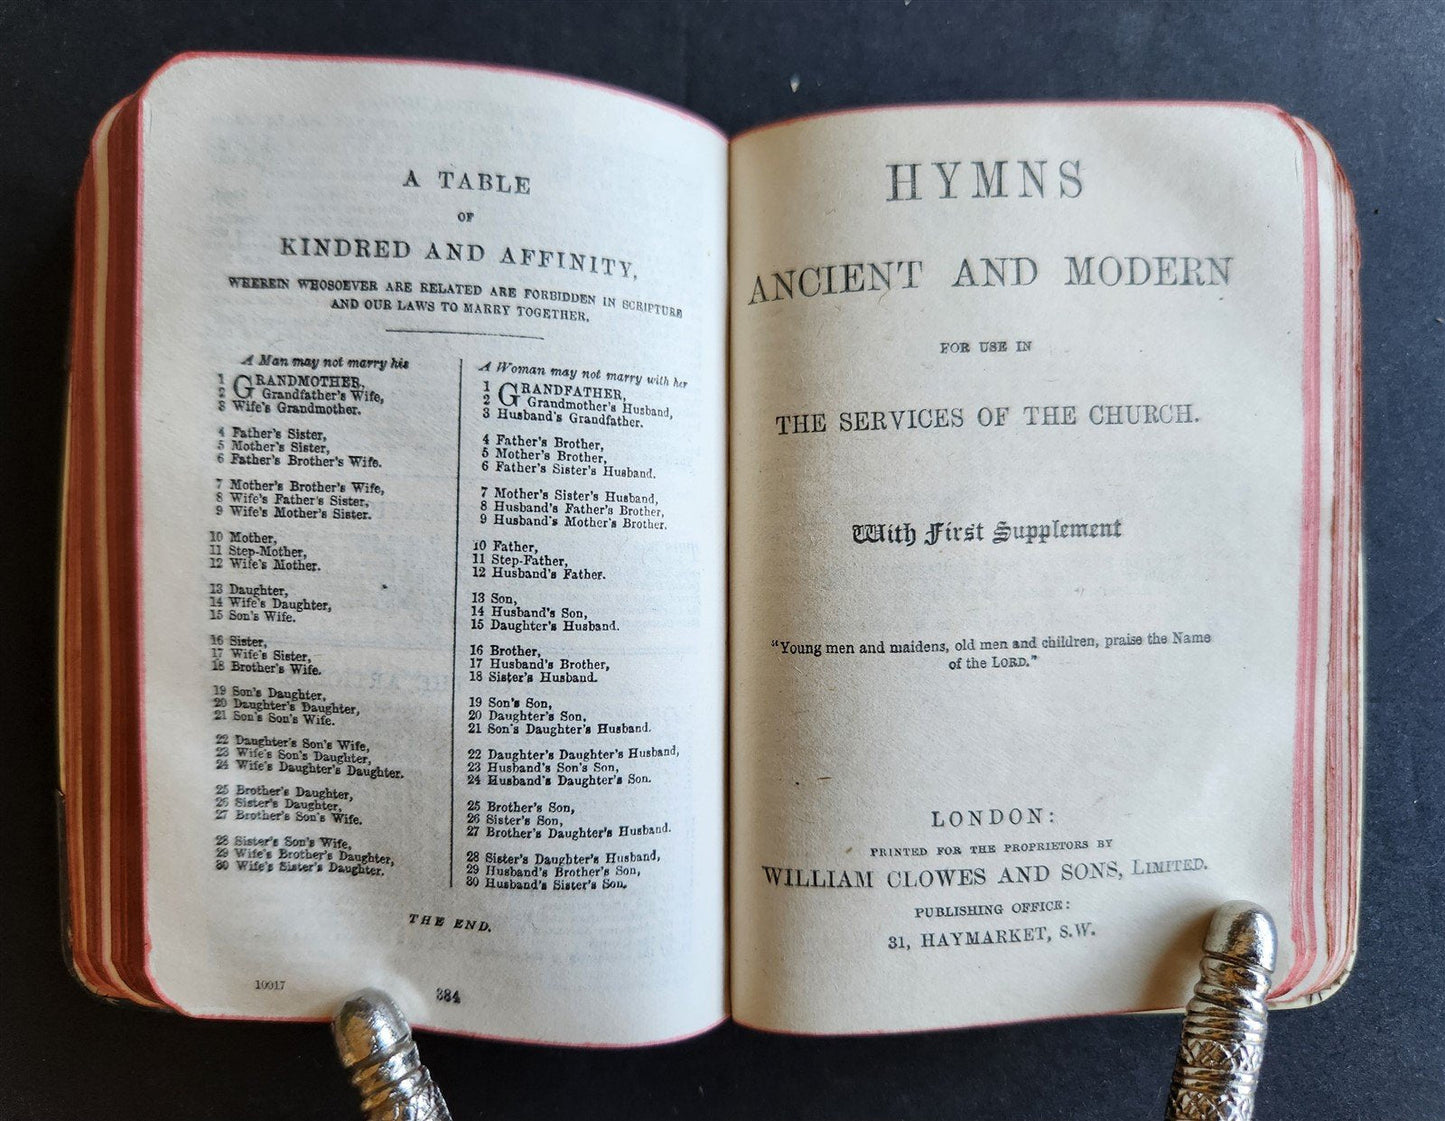 A TABLE
OF
KINDRED AND AFFINITY,
WHEREIN WHOSOEVER ARE RELATED ARE FORBIDDEN IN SCRIPTURE
AND OUR LAWS TO MARRY TOGETHER.
A Man may not marry his
1 GRANDMOTHER,
2 Grandfather's Wife,
3 Wife's Grandmother.
4 Father's Sister,
5 Mother's Sister,
6 Father's Brother's Wife.
7 Mother's Brother's Wife,
8 Wife's Father's Sister,
9 Wife's Mother's Sister.
10 Mother,
11 Step-Mother,
12 Wife's Mother.
13 Daughter,
14 Wife's Daughter,
15 Son's Wife.
16 Sister,
17 Wife's Sister,
18 Brother's Wife.
19 Son's Daughter,
20 Daughter's Daughter,
21 Son's Son's Wife.
22 Daughter's Son's Wife,
23 Wife's Son's Daughter,
24 Wife's Daughter's Daughter.
25 Brother's Daughter,
26 Sister's Daughter,
27 Brother's Son's Wife.
28 Sister's Son's Wife,
29 Wife's Brother's Daughter,
30 Wife's Sister's Daughter.
A Woman may not marry with her
1 GRANDFATHER,
2 Grandmother's Husband,
3 Husband's Grandfather.
4 Father's Brother,
5 Mother's Brother,
6 Father's Sister's Husband.
7 Mother's Sister's Husband,
8 Husband's Father's Brother,
9 Husband's Mother's Brother.
10 Father,
11 Step-Father,
12 Husband's Father.
13 Son,
14 Husband's Son,
15 Daughter's Husband.
16 Brother,
17 Husband's Brother,
18 Sister's Husband.
19 Son's Son,
20 Daughter's Son,
21 Son's Daughter's Husband.
22 Daughter's Daughter's Husband,
23 Husband's Son's Son,
24 Husband's Daughter's Son.
25 Brother's Son,
26 Sister's Son,
27 Brother's Daughter's Husband.
28 Sister's Daughter's Husband,
29 Husband's Brother's Son,
30 Husband's Sister's Son.
THE END.
10017
384
HYMNS
ANCIENT AND MODERN
FOR USE IN
THE SERVICES OF THE CHURCH.
With First Supplement
"Young men and maidens, old men and children, praise the Name
of the LORD."
LONDON:
PRINTED FOR THE PROPRIETORS BY
WILLIAM CLOWES AND SONS, LIMITED.
PUBLISHING OFFICE:
31, HAYMARKET, S.W.